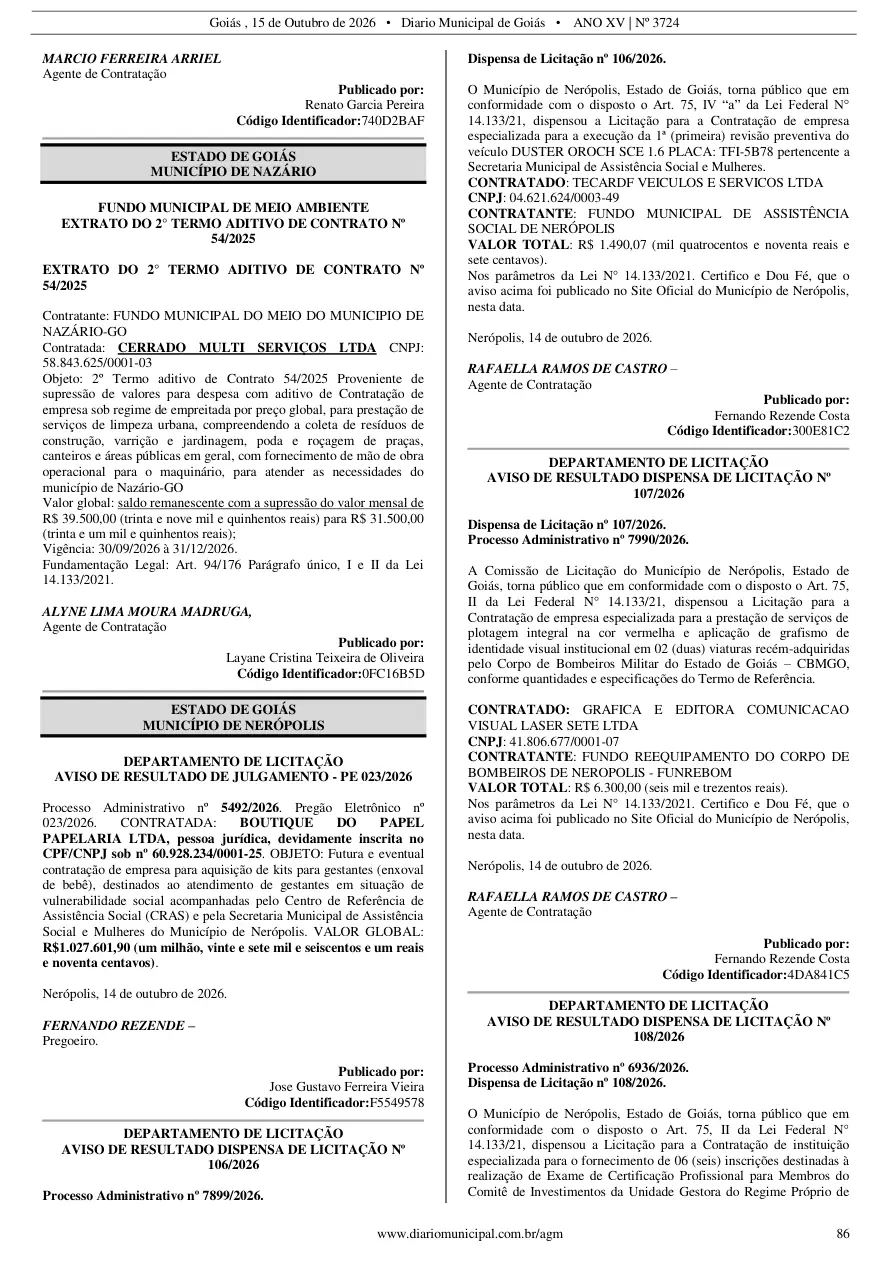 Goiás , 15 de Outubro de 2026 • Diario Municipal de Goiás • ANO XV | Nº 3724
MARCIO FERREIRA ARRIEL
Agente de Contratação
Publicado por:
Renato Garcia Pereira
Código Identificador:740D2BAF
ESTADO DE GOIÁS
MUNICÍPIO DE NAZÁRIO
FUNDO MUNICIPAL DE MEIO AMBIENTE
EXTRATO DO 2° TERMO ADITIVO DE CONTRATO Nº
54/2025
EXTRATO DO 2° TERMO ADITIVO DE CONTRATO Nº
54/2025
Contratante: FUNDO MUNICIPAL DO MEIO DO MUNICIPIO DE
NAZÁRIO-GO
Contratada: CERRADO MULTI SERVIÇOS LTDA CNPJ:
58.843.625/0001-03
Objeto: 2º Termo aditivo de Contrato 54/2025 Proveniente de
supressão de valores para despesa com aditivo de Contratação de
empresa sob regime de empreitada por preço global, para prestação de
serviços de limpeza urbana, compreendendo a coleta de resíduos de
construção, varrição e jardinagem, poda e roçagem de praças,
canteiros e áreas públicas em geral, com fornecimento de mão de obra
operacional para o maquinário, para atender as necessidades do
município de Nazário-GO
Valor global: saldo remanescente com a supressão do valor mensal de
R$ 39.500,00 (trinta e nove mil e quinhentos reais) para R$ 31.500,00
(trinta e um mil e quinhentos reais);
Vigência: 30/09/2026 à 31/12/2026.
Fundamentação Legal: Art. 94/176 Parágrafo único, I e II da Lei
14.133/2021.
ALYNE LIMA MOURA MADRUGA,
Agente de Contratação
Publicado por:
Layane Cristina Teixeira de Oliveira
Código Identificador:0FC16B5D
ESTADO DE GOIÁS
MUNICÍPIO DE NERÓPOLIS
DEPARTAMENTO DE LICITAÇÃO
AVISO DE RESULTADO DE JULGAMENTO - PE 023/2026
Processo Administrativo nº 5492/2026. Pregão Eletrônico nº
023/2026. CONTRATADA: BOUTIQUE DO PAPEL
PAPELARIA LTDA, pessoa jurídica, devidamente inscrita no
CPF/CNPJ sob nº 60.928.234/0001-25. OBJETO: Futura e eventual
contratação de empresa para aquisição de kits para gestantes (enxoval
de bebê), destinados ao atendimento de gestantes em situação de
vulnerabilidade social acompanhadas pelo Centro de Referência de
Assistência Social (CRAS) e pela Secretaria Municipal de Assistência
Social e Mulheres do Município de Nerópolis. VALOR GLOBAL:
R$1.027.601,90 (um milhão, vinte e sete mil e seiscentos e um reais
e noventa centavos).
Nerópolis, 14 de outubro de 2026.
FERNANDO REZENDE –
Pregoeiro.
Publicado por:
Jose Gustavo Ferreira Vieira
Código Identificador:F5549578
DEPARTAMENTO DE LICITAÇÃO
AVISO DE RESULTADO DISPENSA DE LICITAÇÃO Nº
106/2026
Processo Administrativo nº 7899/2026.
Dispensa de Licitação nº 106/2026.
O Município de Nerópolis, Estado de Goiás, torna público que em
conformidade com o disposto o Art. 75, IV “a” da Lei Federal N°
14.133/21, dispensou a Licitação para a Contratação de empresa
especializada para a execução da 1ª (primeira) revisão preventiva do
veículo DUSTER OROCH SCE 1.6 PLACA: TFI-5B78 pertencente a
Secretaria Municipal de Assistência Social e Mulheres.
CONTRATADO: TECARDF VEICULOS E SERVICOS LTDA
CNPJ: 04.621.624/0003-49
CONTRATANTE: FUNDO MUNICIPAL DE ASSISTÊNCIA
SOCIAL DE NERÓPOLIS
VALOR TOTAL: R$ 1.490,07 (mil quatrocentos e noventa reais e
sete centavos).
Nos parâmetros da Lei N° 14.133/2021. Certifico e Dou Fé, que o
aviso acima foi publicado no Site Oficial do Município de Nerópolis,
nesta data.
Nerópolis, 14 de outubro de 2026.
RAFAELLA RAMOS DE CASTRO –
Agente de Contratação
Publicado por:
Fernando Rezende Costa
Código Identificador:300E81C2
DEPARTAMENTO DE LICITAÇÃO
AVISO DE RESULTADO DISPENSA DE LICITAÇÃO Nº
107/2026
Dispensa de Licitação nº 107/2026.
Processo Administrativo nº 7990/2026.
A Comissão de Licitação do Município de Nerópolis, Estado de
Goiás, torna público que em conformidade com o disposto o Art. 75,
II da Lei Federal N° 14.133/21, dispensou a Licitação para a
Contratação de empresa especializada para a prestação de serviços de
plotagem integral na cor vermelha e aplicação de grafismo de
identidade visual institucional em 02 (duas) viaturas recém-adquiridas
pelo Corpo de Bombeiros Militar do Estado de Goiás – CBMGO,
conforme quantidades e especificações do Termo de Referência.
CONTRATADO: GRAFICA E EDITORA COMUNICACAO
VISUAL LASER SETE LTDA
CNPJ: 41.806.677/0001-07
CONTRATANTE: FUNDO REEQUIPAMENTO DO CORPO DE
BOMBEIROS DE NEROPOLIS - FUNREBOM
VALOR TOTAL: R$ 6.300,00 (seis mil e trezentos reais).
Nos parâmetros da Lei N° 14.133/2021. Certifico e Dou Fé, que o
aviso acima foi publicado no Site Oficial do Município de Nerópolis,
nesta data.
Nerópolis, 14 de outubro de 2026.
RAFAELLA RAMOS DE CASTRO –
Agente de Contratação
Publicado por:
Fernando Rezende Costa
Código Identificador:4DA841C5
DEPARTAMENTO DE LICITAÇÃO
AVISO DE RESULTADO DISPENSA DE LICITAÇÃO Nº
108/2026
Processo Administrativo nº 6936/2026.
Dispensa de Licitação nº 108/2026.
O Município de Nerópolis, Estado de Goiás, torna público que em
conformidade com o disposto o Art. 75, II da Lei Federal N°
14.133/21, dispensou a Licitação para a Contratação de instituição
especializada para o fornecimento de 06 (seis) inscrições destinadas à
realização de Exame de Certificação Profissional para Membros do
Comitê de Investimentos da Unidade Gestora do Regime Próprio de
www.diariomunicipal.com.br/agm
86